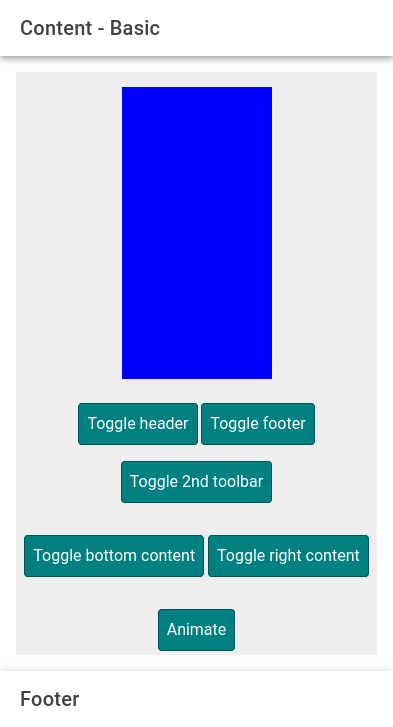 Content - Basic
Toggle header Toggle footer
Toggle 2nd toolbar
Toggle bottom content Toggle right content
Animate
Footer